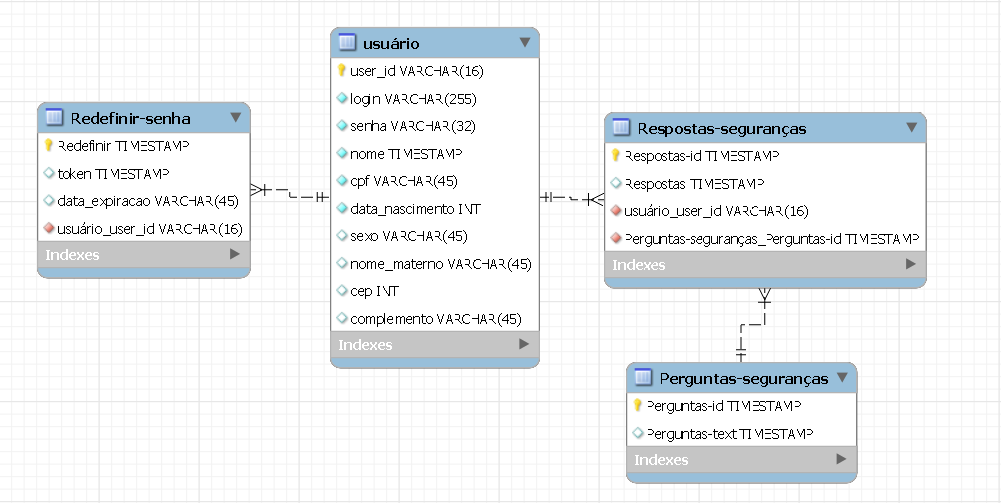 Redefinir-senha
Redefinir TIMESTAMP
token TIMESTAMP
data_expiracao VARCHAR(45)
usuário_user_id VARCHAR(16)
Indexes
usuário
user_id VARCHAR(16)
login VARCHAR(255)
senha VARCHAR(32)
nome TIMESTAMP
cpf VARCHAR(45)
data_nascimento INT
sexo VARCHAR(45)
nome_materno VARCHAR(45)
cep INT
complemento VARCHAR(45)
Indexes
Respostas-seguranças
Respostas-id TIMESTAMP
Respostas TIMESTAMP
usuário_user_id VARCHAR(16)
Perguntas-seguranças_Perguntas-id TIMESTAMP
Indexes
Perguntas-seguranças
Perguntas-id TIMESTAMP
Perguntas-text TIMESTAMP
Indexes